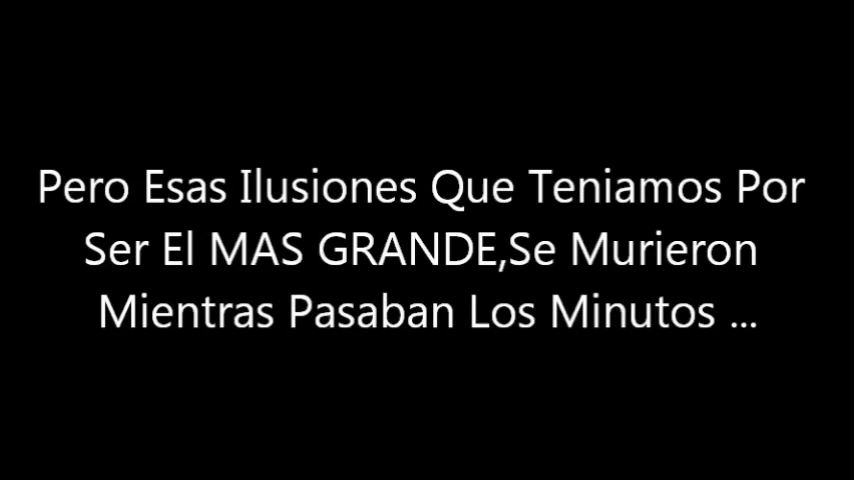 Pero Esas Ilusiones Que Teniamos Por
Ser El MAS GRANDE,Se Murieron
Mientras Pasaban Los Minutos ...